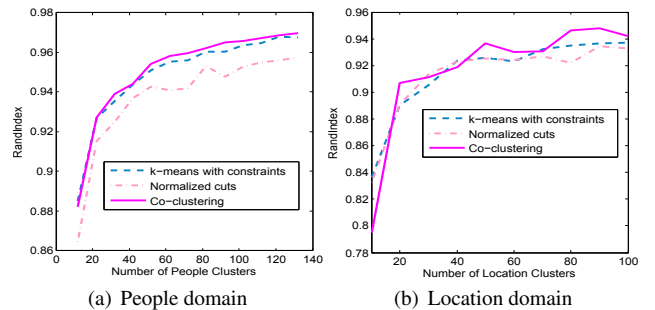 0.98
0.96
0.94
0.92
0.9
0.88
0.86
RandIndex
k-means with constraints
Normalized cuts
Co-clustering
0 20 40 60 80 100 120 140
Number of People Clusters
(a) People domain
0.96
0.94
0.92
0.9
0.88
0.86
0.84
0.82
0.8
0.78
RandIndex
k-means with constraints
Normalized cuts
Co-clustering
20 40 60 80 100
Number of Location Clusters
(b) Location domain